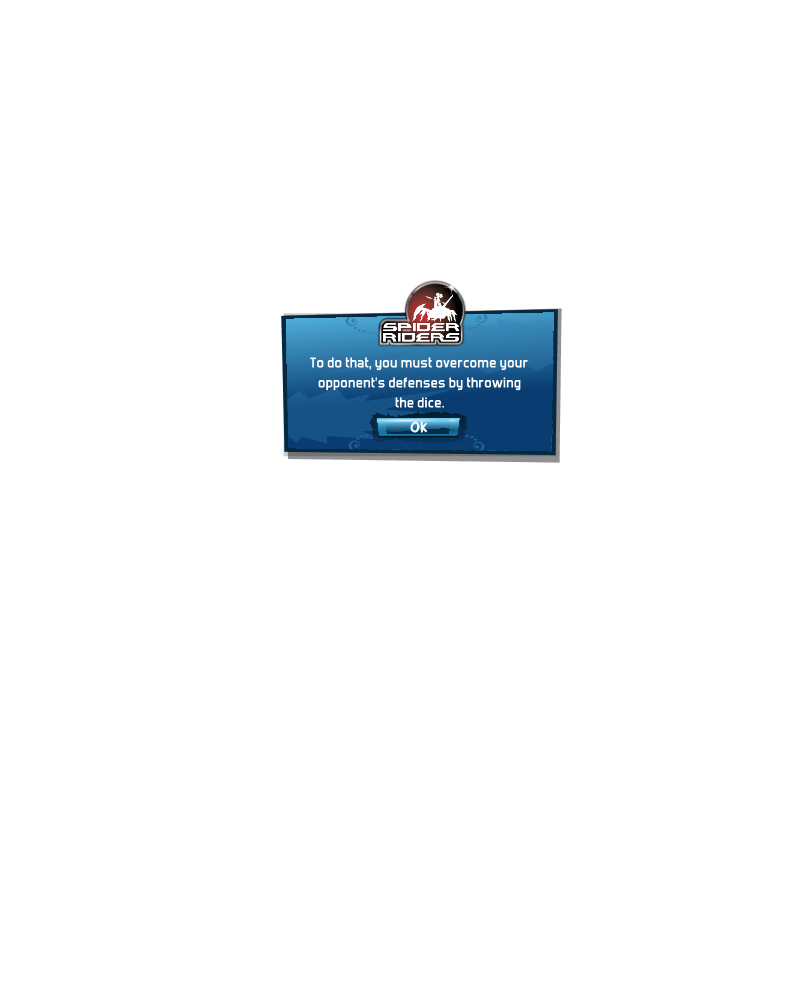 SPIDER
RIDERS
To do that, you must overcome your
opponent's defenses by throwing
the dice.
OK